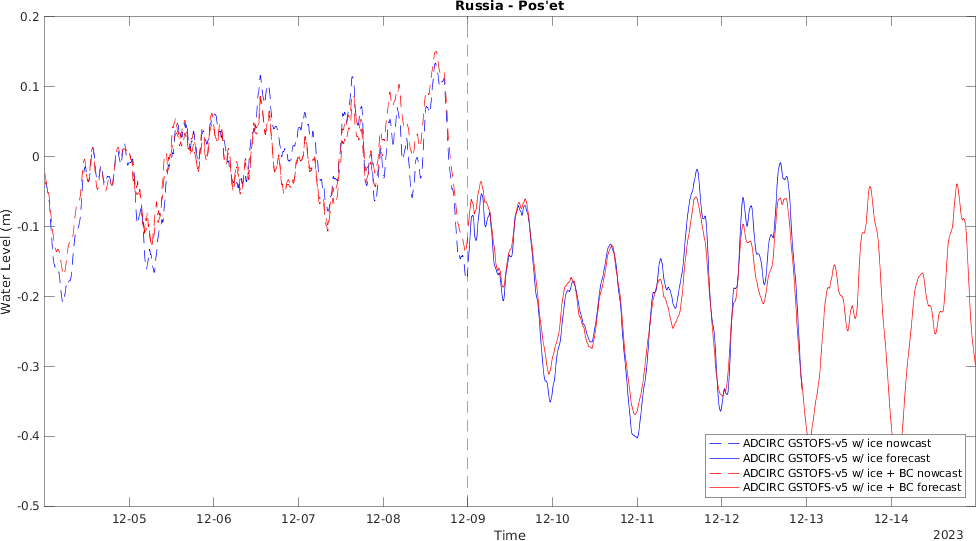 Russia - Pos'et
0.2
0.1
0
-0.1
-0.2
-0.3
-0.4
-0.5
Water Level (m)
ADCIRC GSTOFS-v5 w/ ice nowcast
ADCIRC GSTOFS-v5 w/ ice forecast
ADCIRC GSTOFS-v5 w/ ice + BC nowcast
ADCIRC GSTOFS-v5 w/ ice + BC forecast
12-05 12-06 12-07 12-08 12-09 12-10 12-11 12-12 12-13 12-14
Time
2023